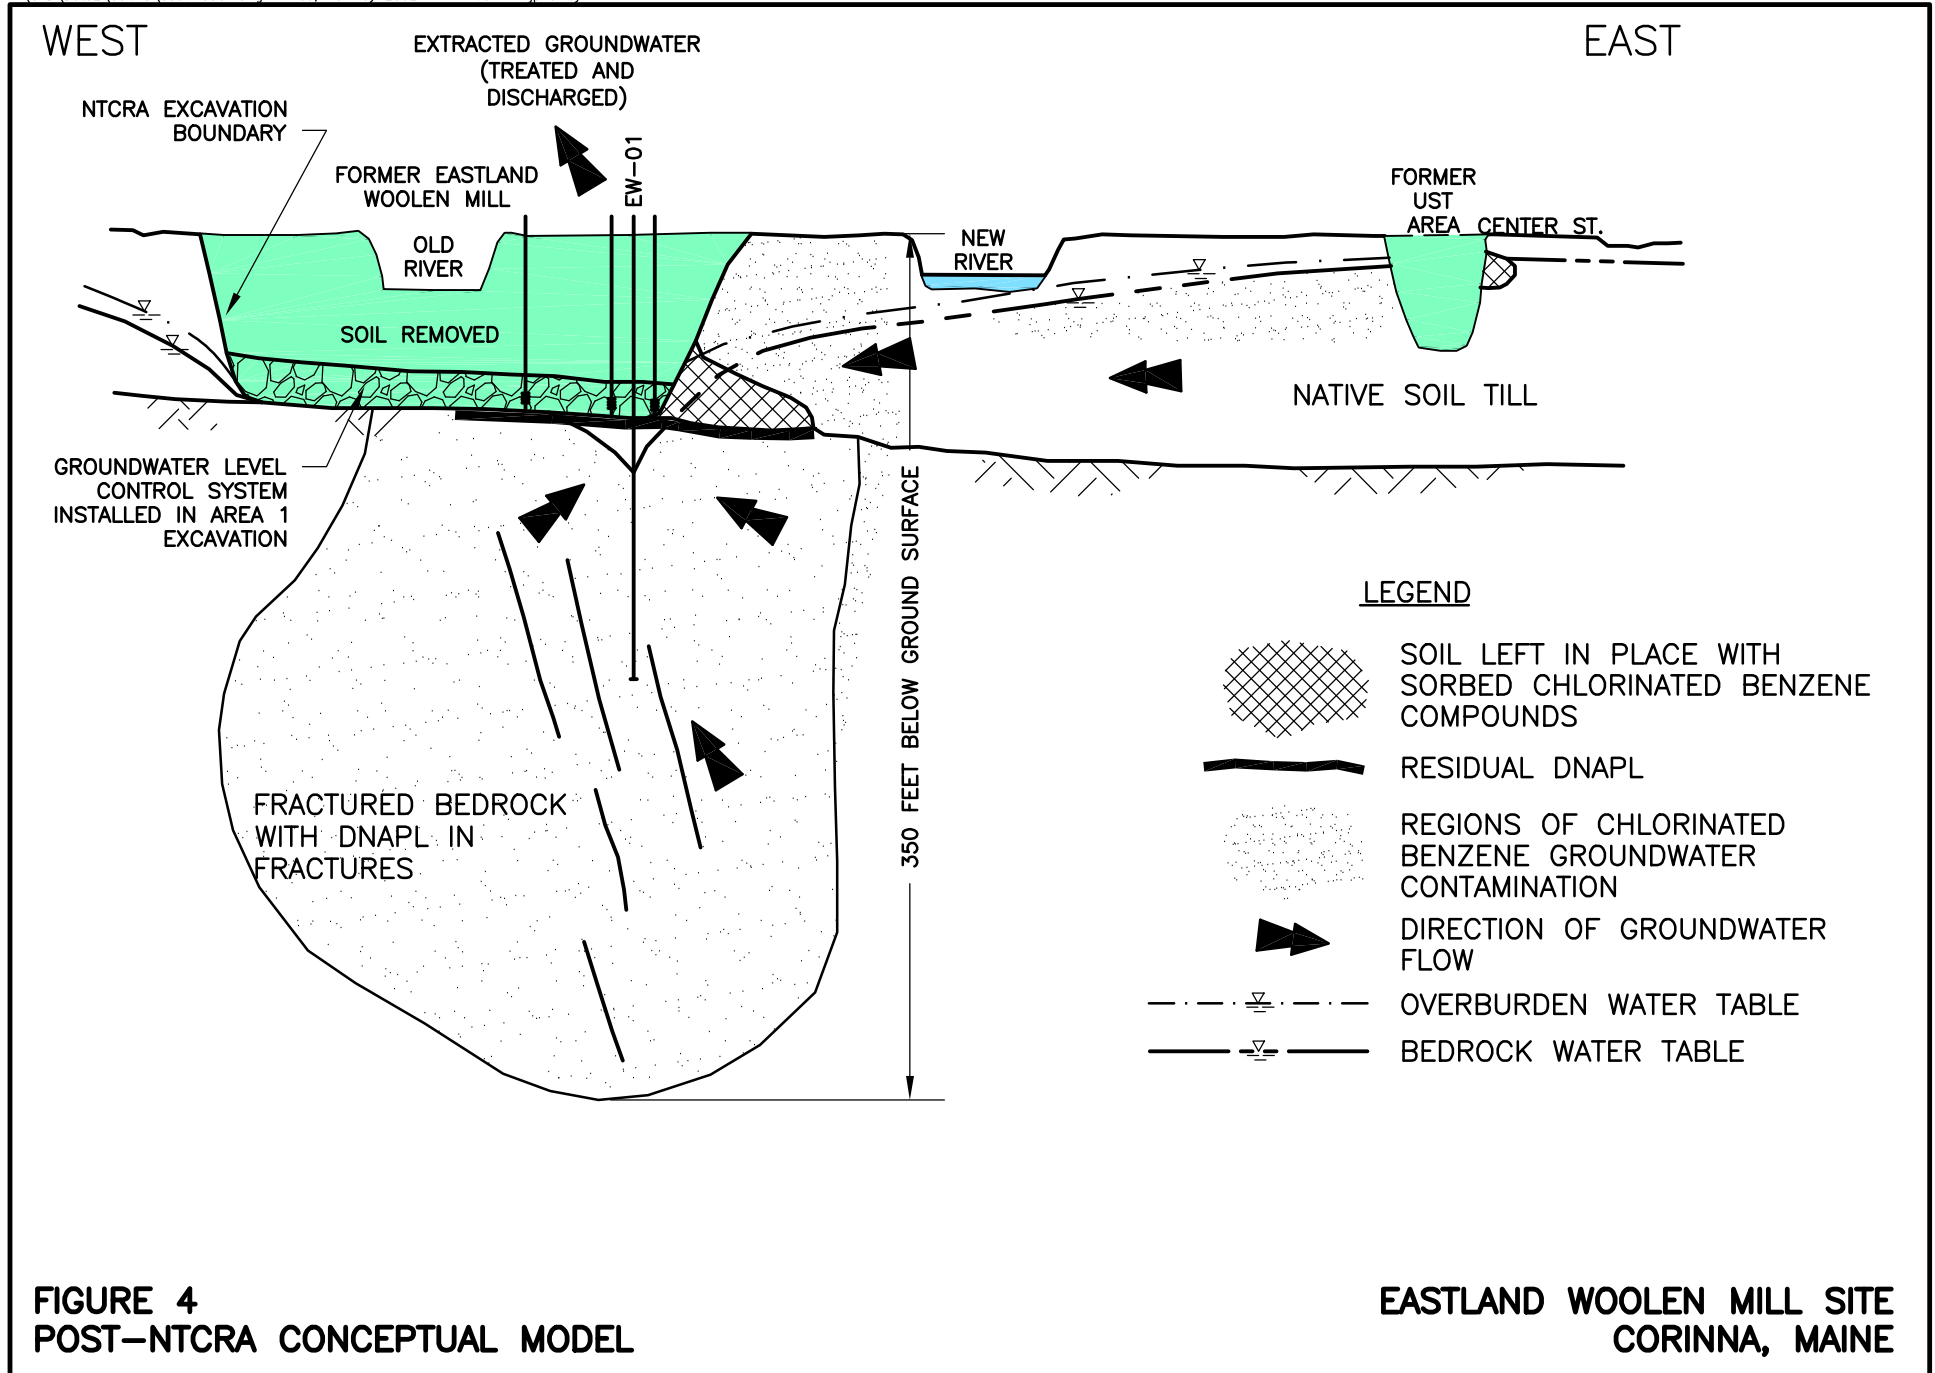 WEST
EAST
EXTRACTED GROUNDWATER
(TREATED AND
DISCHARGED)
NTCRA EXCAVATION
BOUNDARY
FORMER EASTLAND
WOOLEN MILL
EW-01
OLD
RIVER
NEW
RIVER
FORMER
UST
AREA
CENTER ST.
SOIL REMOVED
NATIVE SOIL TILL
GROUNDWATER LEVEL
CONTROL SYSTEM
INSTALLED IN AREA 1
EXCAVATION
350 FEET BELOW GROUND SURFACE
FRACTURED BEDROCK
WITH DNAPL IN
FRACTURES
LEGEND
SOIL LEFT IN PLACE WITH
SORBED CHLORINATED BENZENE
COMPOUNDS
RESIDUAL DNAPL
REGIONS OF CHLORINATED
BENZENE GROUNDWATER
CONTAMINATION
DIRECTION OF GROUNDWATER
FLOW
OVERBURDEN WATER TABLE
BEDROCK WATER TABLE
FIGURE 4
POST-NTCRA CONCEPTUAL MODEL
EASTLAND WOOLEN MILL SITE
CORINNA, MAINE